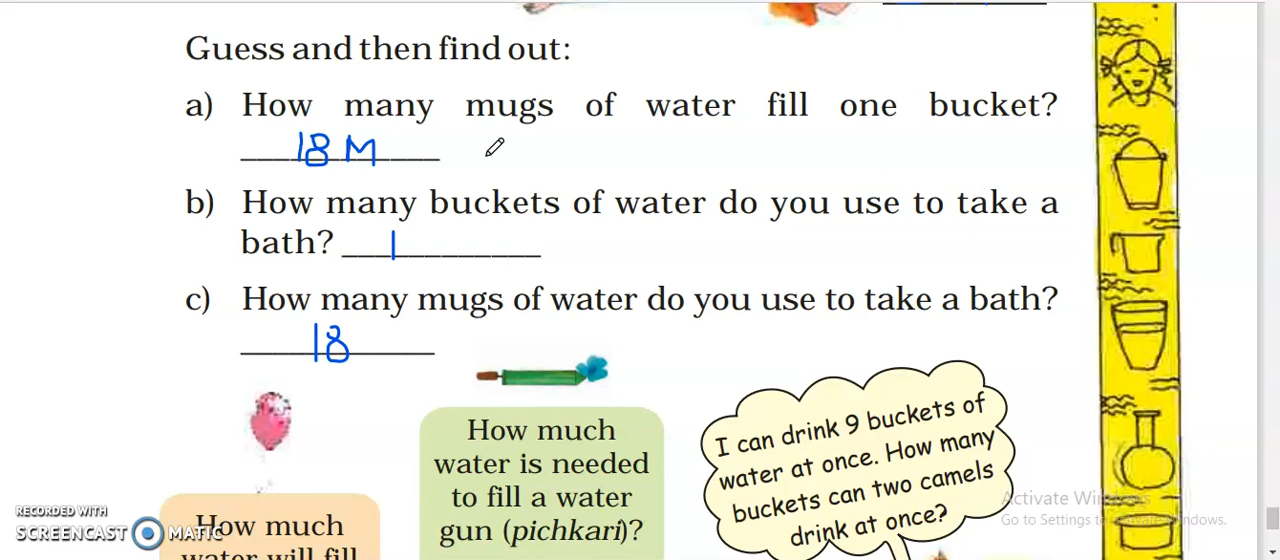 Guess and then find out:
a) How many mugs of water fill one bucket?
18 M
b) How many buckets of water do you use to take a
bath? 1
c) How many mugs of water do you use to take a bath?
18
How much
water will fill
How much
water is needed
to fill a water
gun (pichkari)?
I can drink 9 buckets of
water at once. How many
buckets can two camels
drink at once?
Activate Windows
Go to Settings to activate Windows.
RECORDED WITH
SCREENCAST MATIC